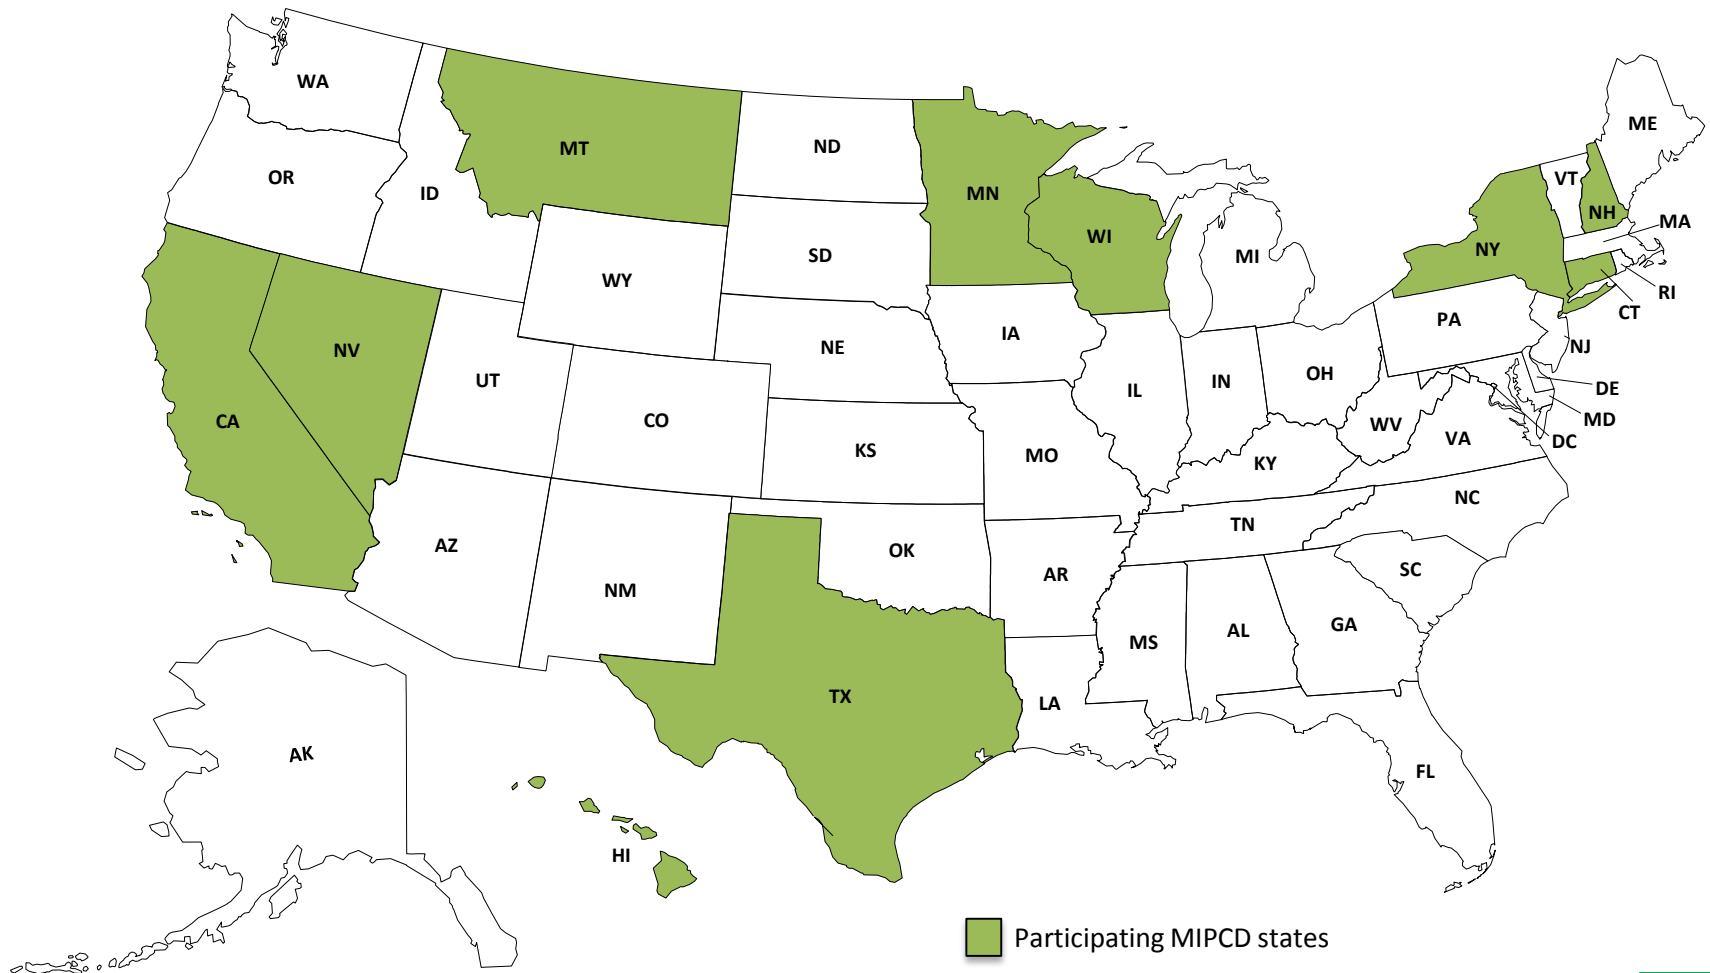 WA
MT
ND
MN
ME
OR
ID
VT
NH
MA
SD
WI
NY
MI
WY
RI
CT
PA
IA
NE
NV
NJ
UT
OH
IN
IL
DE
CO
CA
MD
WV
VA
DC
KS
MO
KY
NC
TN
AZ
OK
AR
SC
NM
GA
AL
MS
TX
LA
AK
FL
HI
Participating MIPCD states